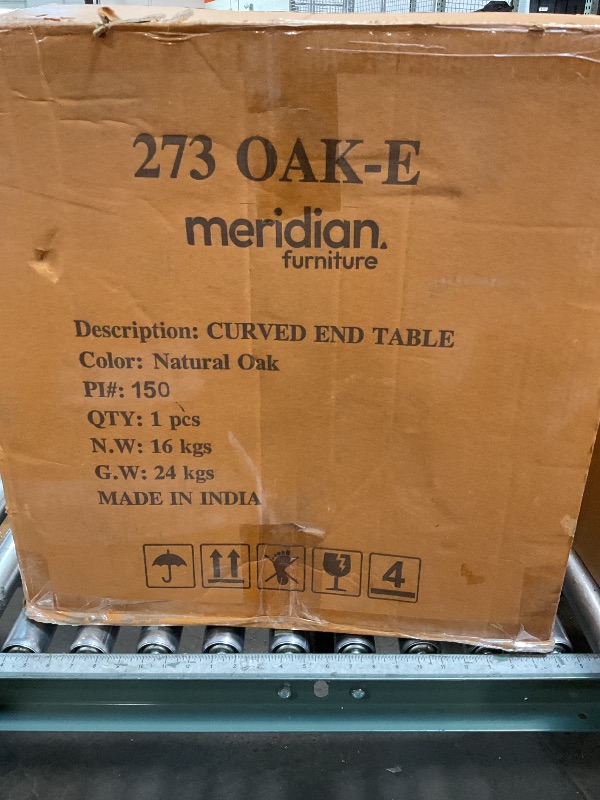 273 OAK-E
meridian.
furniture
Description: CURVED END TABLE
Color: Natural Oak
PI#: 150
QTY: 1 pcs
N.W: 16 kgs
G.W: 24 kgs
MADE IN INDIA
4